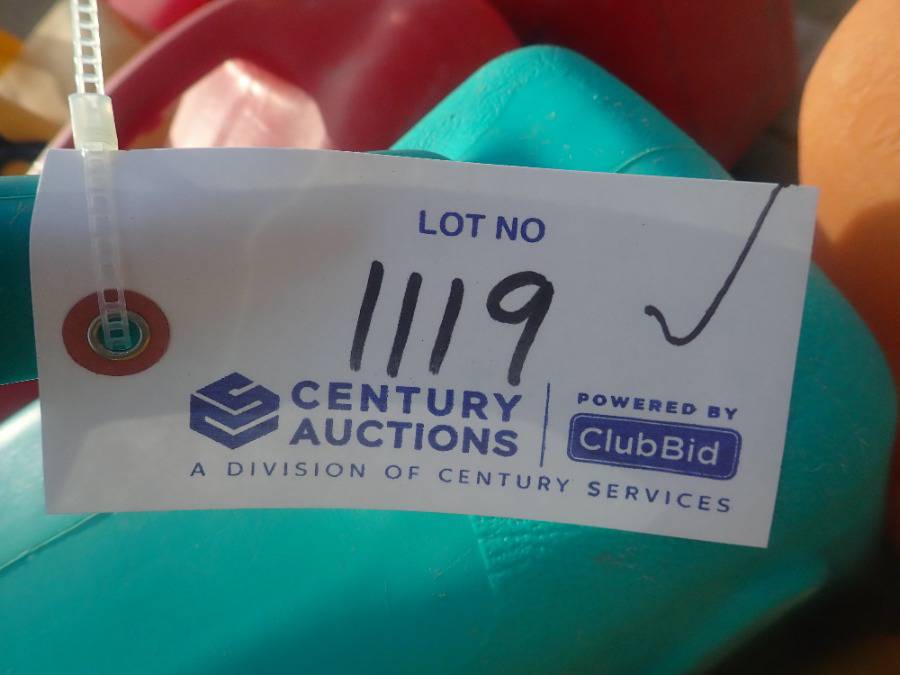 LOT NO
1119
CENTURY
AUCTIONS
POWERED BY
ClubBid
A DIVISION OF CENTURY SERVICES